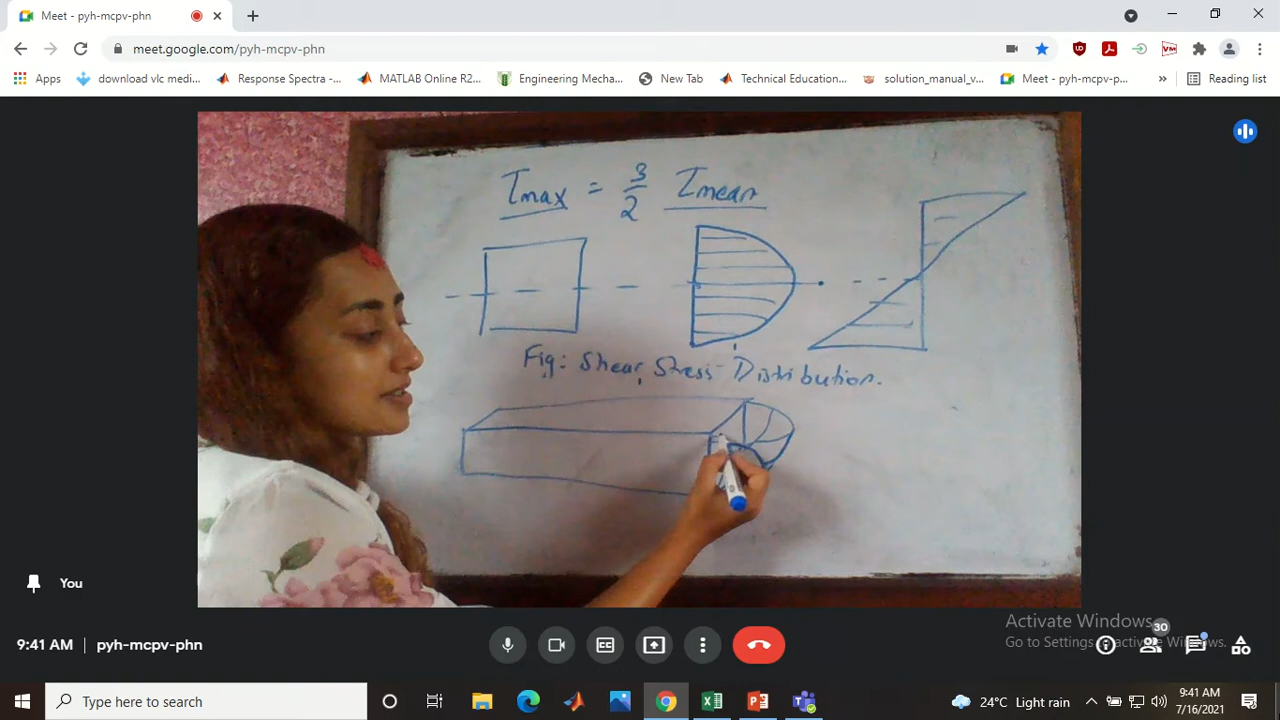 Meet - pyh-mcpv-phn
meet.google.com/pyh-mcpv-phn
Apps download vlc medi... Response Spectra -... MATLAB Online R2... Engineering Mecha... New Tab Technical Education... solution_manual_v... Meet - pyh-mcpv-p... » Reading list
τmax = 3/2 τmean
Fig: Shear Stress Distribution.
You
Activate Windows
Go to Settings to activate Windows.
30
9:41 AM | pyh-mcpv-phn
Type here to search
24°C Light rain
9:41 AM
7/16/2021